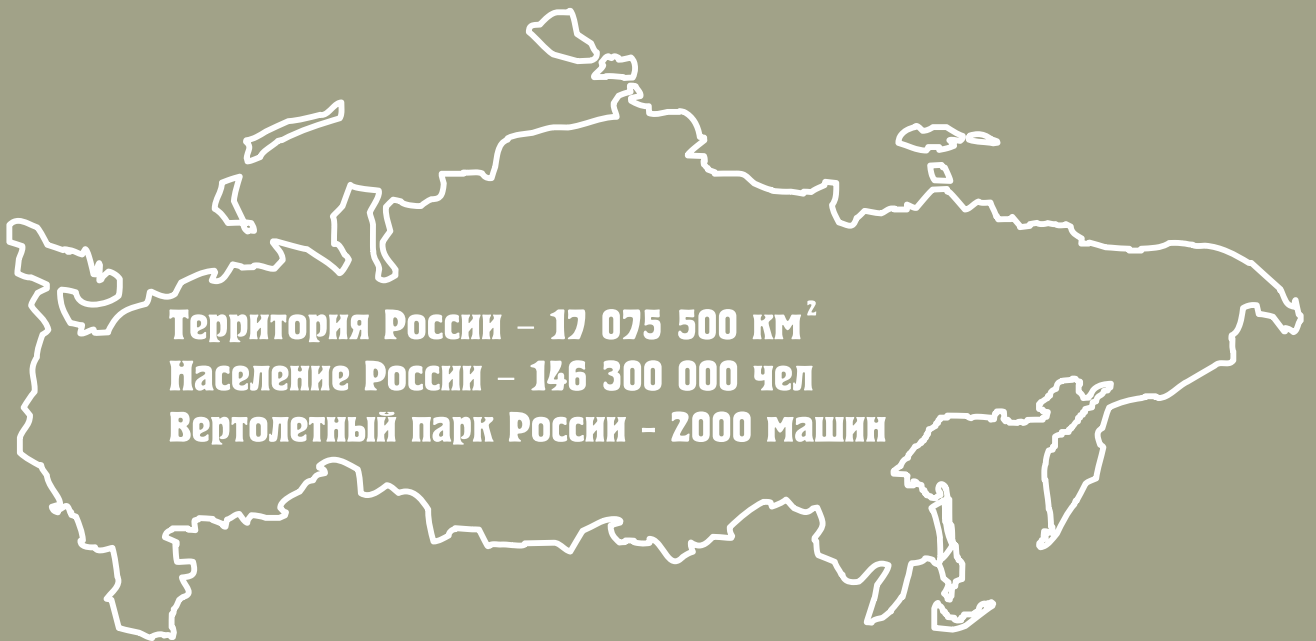 Территория России – 17 075 500 км²
Население России – 146 300 000 чел
Вертолетный парк России - 2000 машин